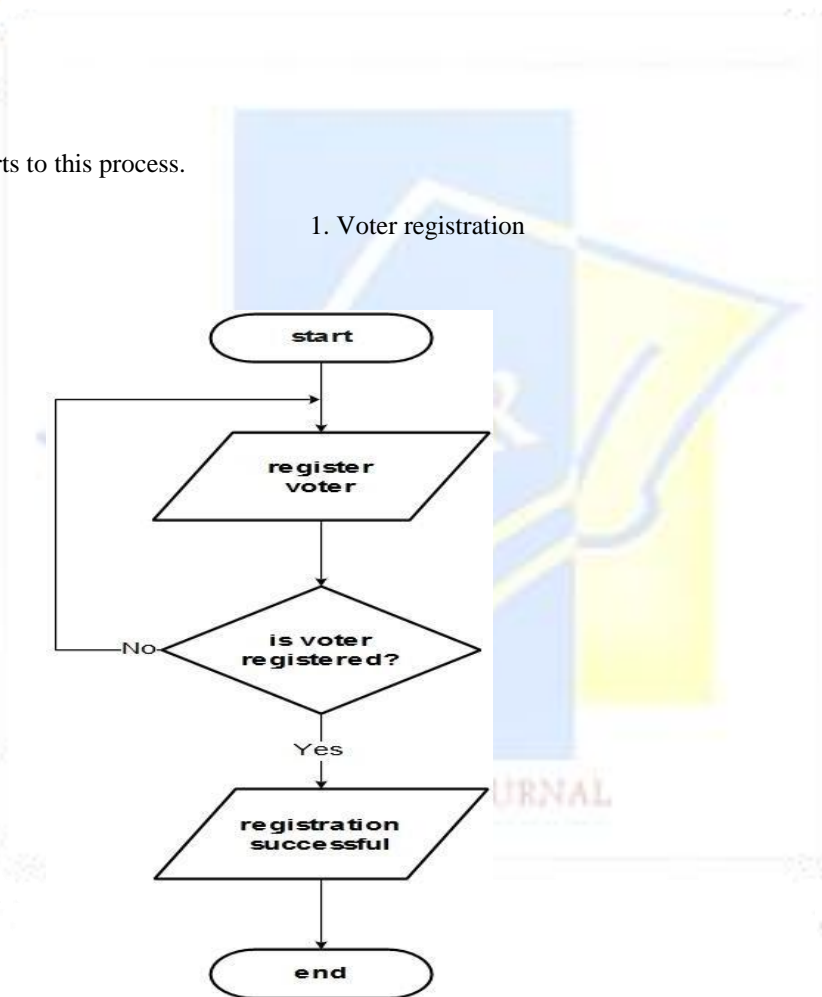 rts to this process.
1. Voter registration
start
register
voter
is voter
registered?
No
Yes
registration
successful
end
URNAL